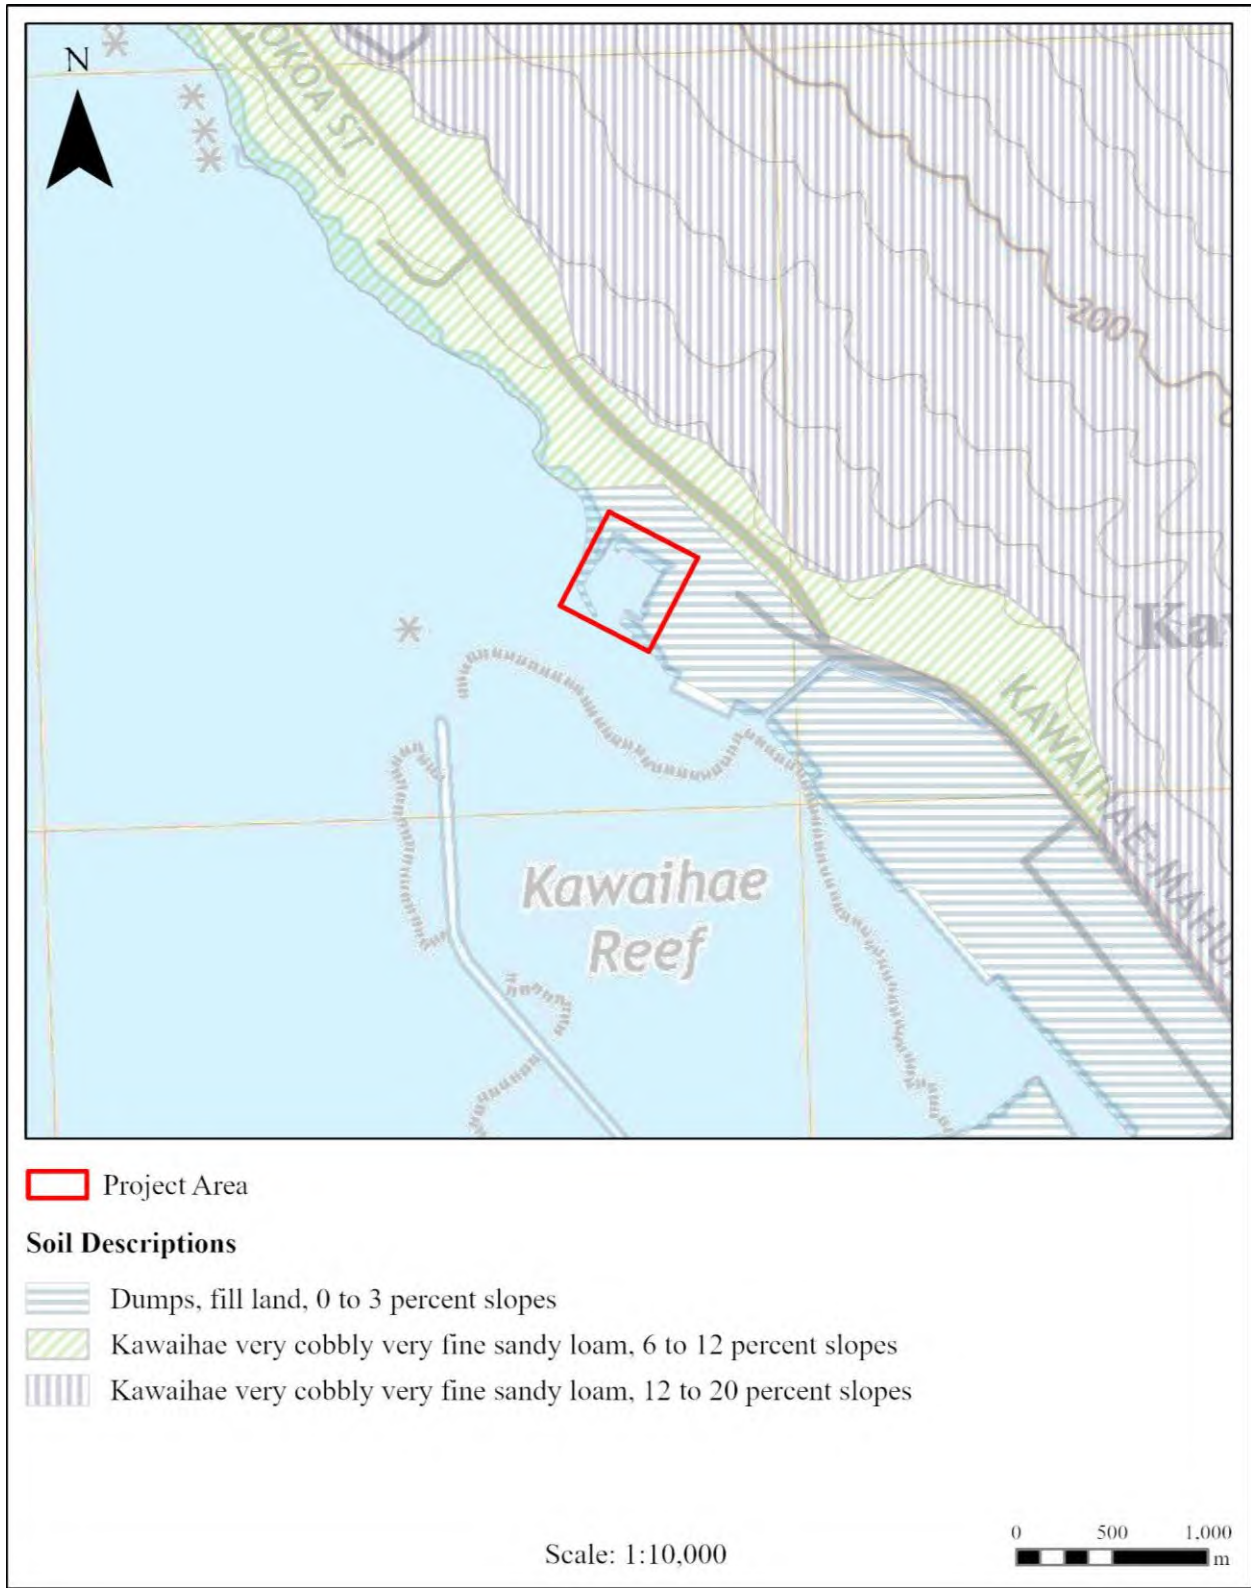 N
OKOA ST
2007
Ka
KAWAIHAE-MAHU
Kawaihae
Reef
Project Area
Soil Descriptions
Dumps, fill land, 0 to 3 percent slopes
Kawaihae very cobbly very fine sandy loam, 6 to 12 percent slopes
Kawaihae very cobbly very fine sandy loam, 12 to 20 percent slopes
Scale: 1:10,000
0 500 1,000
m